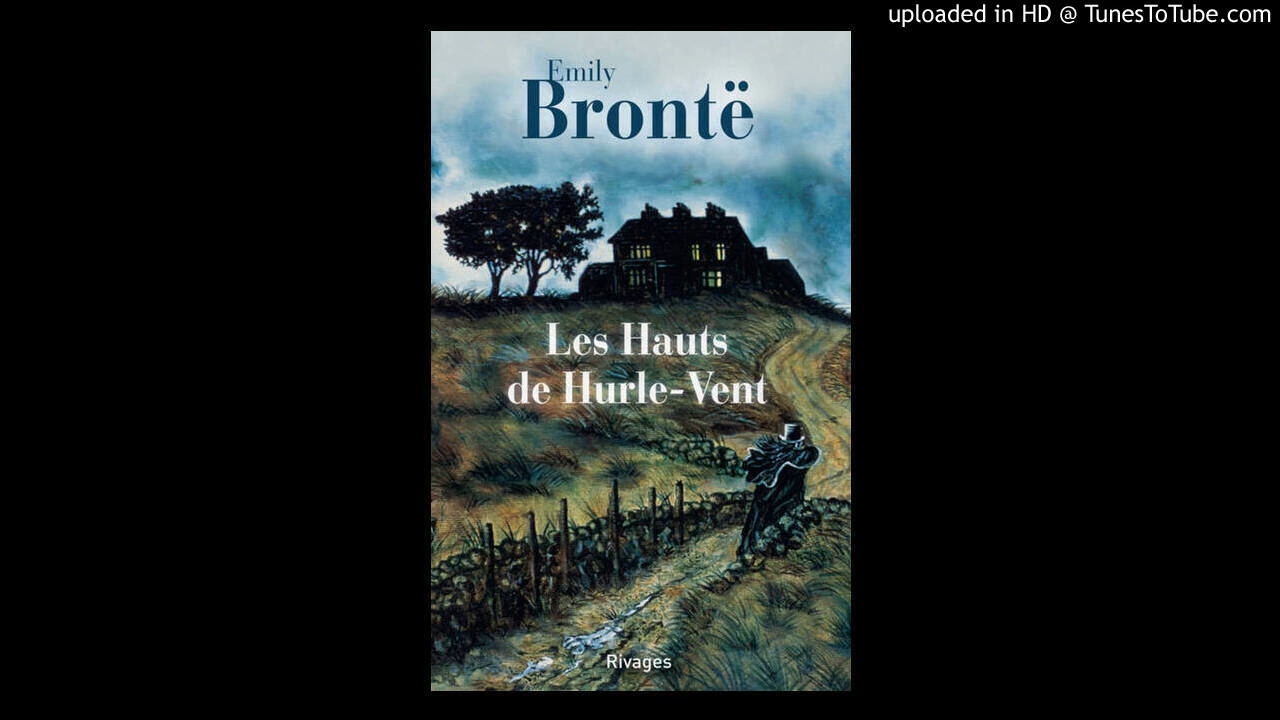 uploaded in HD @ TunesToTube.com
Emily
Brontë
Les Hauts
de Hurle-Vent
Rivages